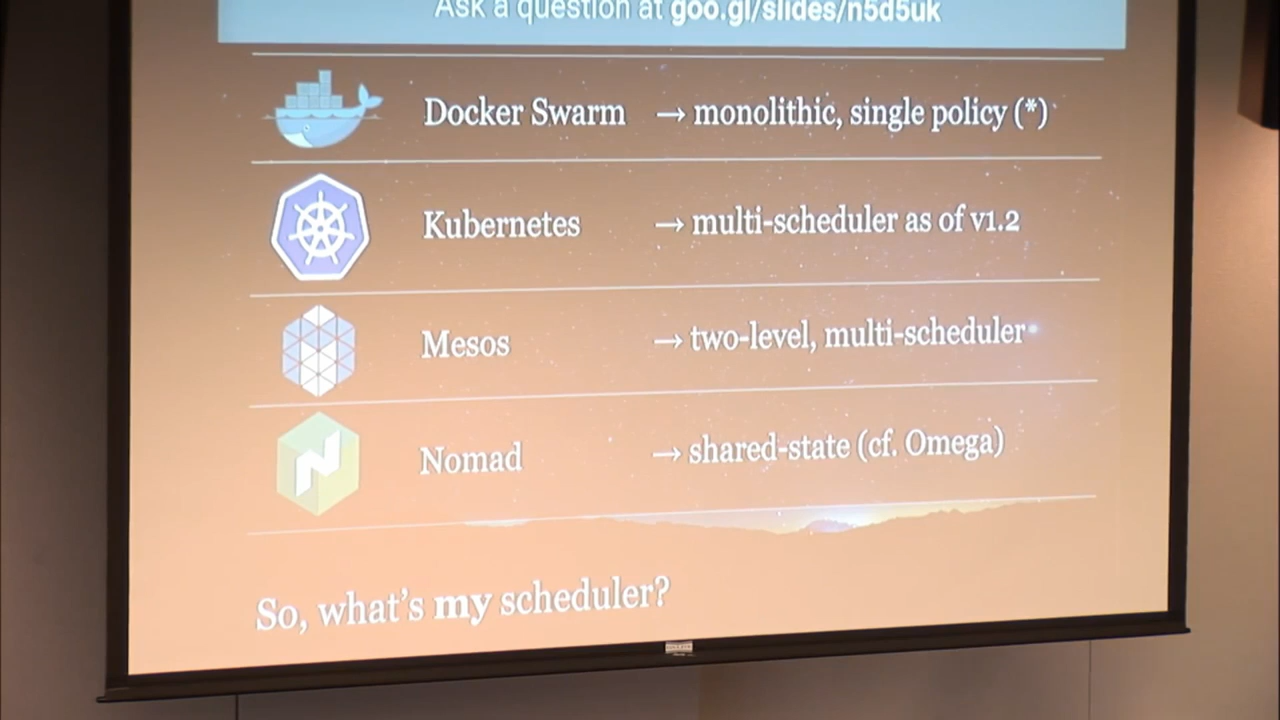 Ask a question at goo.gl/slides/n5d5uk
Docker Swarm → monolithic, single policy (*)
Kubernetes → multi-scheduler as of v1.2
Mesos → two-level, multi-scheduler
Nomad → shared-state (cf. Omega)
So, what's my scheduler?